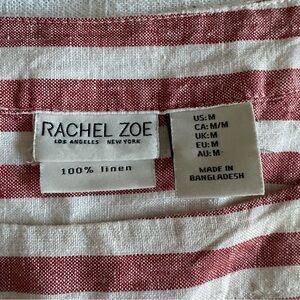 RACHEL ZOE
LOS ANGELES NEW YORK
100% linen
US: M
CA: M/M
UK: M
EU: M
AU: M
MADE IN
BANGLADESH